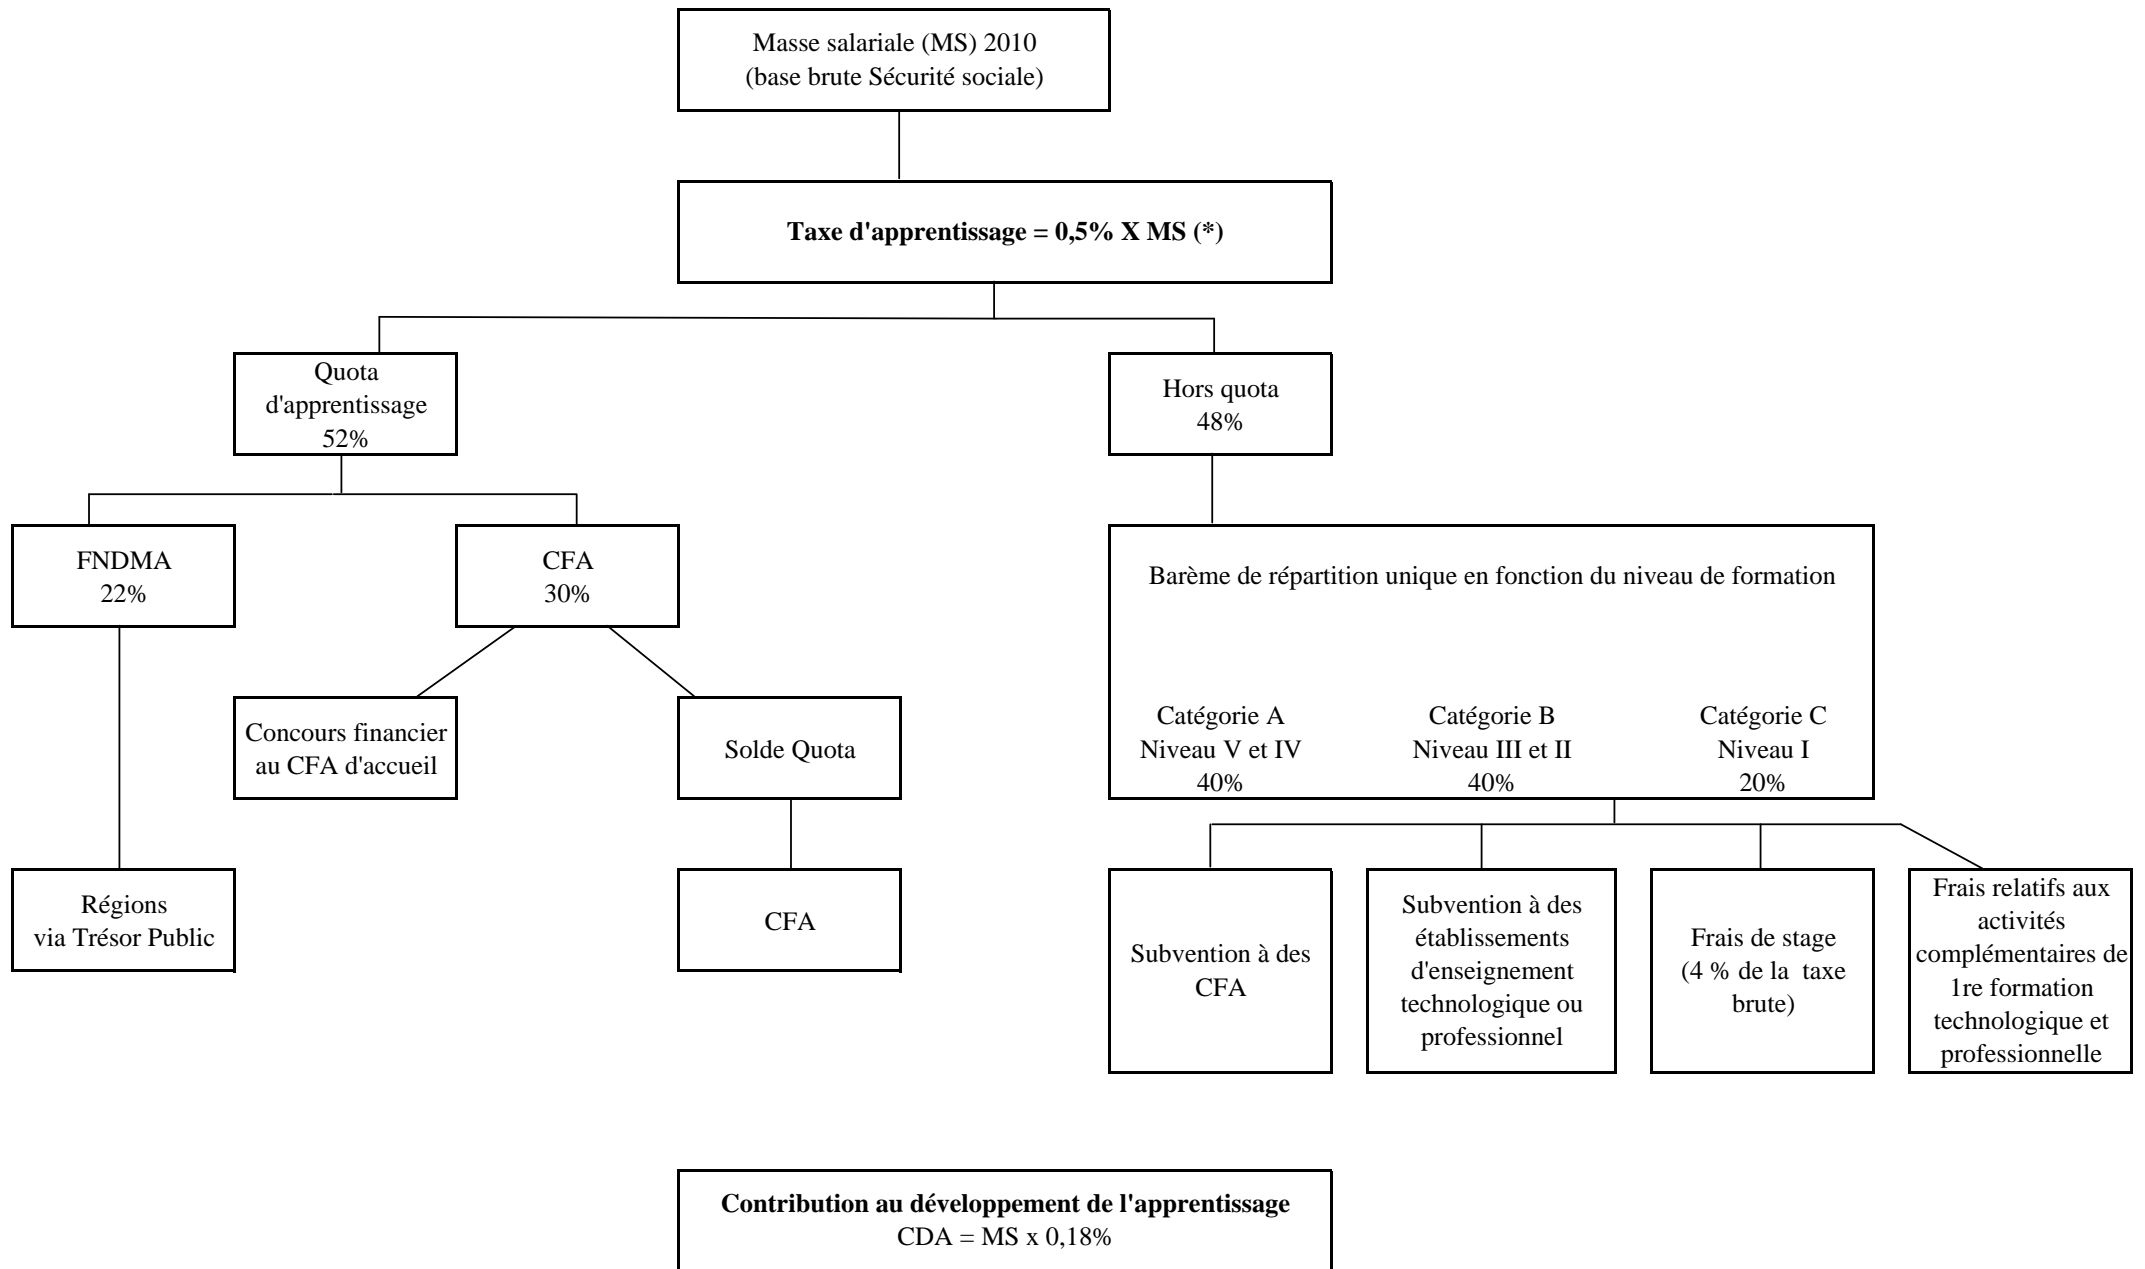 Masse salariale (MS) 2010
(base brute Sécurité sociale)
Taxe d'apprentissage = 0,5% X MS (*)
Quota
d'apprentissage
52%
Hors quota
48%
FNDMA
22%
CFA
30%
Barème de répartition unique en fonction du niveau de formation
Catégorie A
Niveau V et IV
40%
Catégorie B
Niveau III et II
40%
Catégorie C
Niveau I
20%
Concours financier
au CFA d'accueil
Solde Quota
Régions
via Trésor Public
CFA
Subvention à des
CFA
Subvention à des
établissements
d'enseignement
technologique ou
professionnel
Frais de stage
(4 % de la  taxe
brute)
Frais relatifs aux
activités
complémentaires de
1re formation
technologique et
professionnelle
Contribution au développement de l'apprentissage
CDA = MS x 0,18%